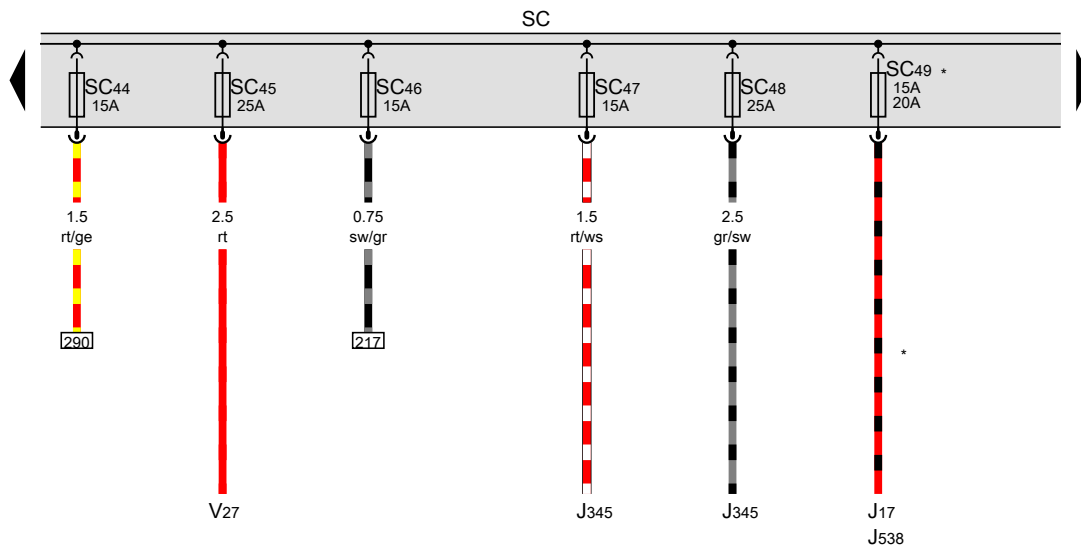 SC
SC44
15A
SC45
25A
SC46
15A
SC47
15A
SC48
25A
SC49 *
15A
20A
1.5
rt/ge
2.5
rt
0.75
sw/gr
1.5
rt/ws
2.5
gr/sw
290
217
*
V27
J345
J345
J17
J538